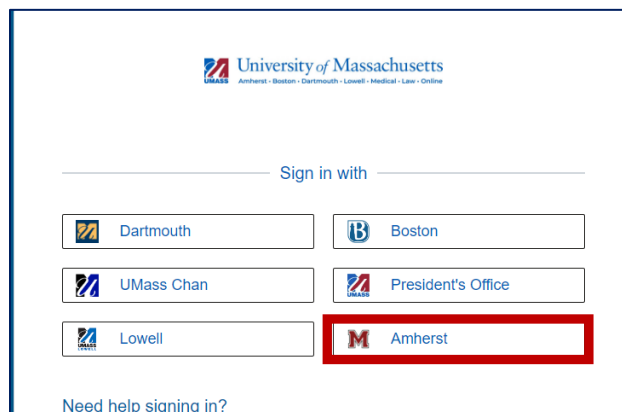 University of Massachusetts
UMASS Amherst • Boston • Dartmouth • Lowell • Medical • Law • Online
Sign in with
Dartmouth
B Boston
UMass Chan
UMASS President's Office
UMASS LOWELL Lowell
M Amherst
Need help signing in?